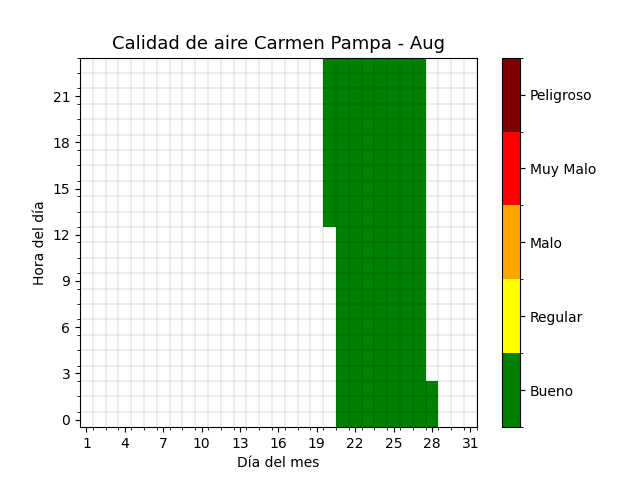 Calidad de aire Carmen Pampa - Aug
21
18
15
12
9
6
3
0
Hora del día
1 4 7 10 13 16 19 22 25 28 31
Día del mes
Peligroso
Muy Malo
Malo
Regular
Bueno